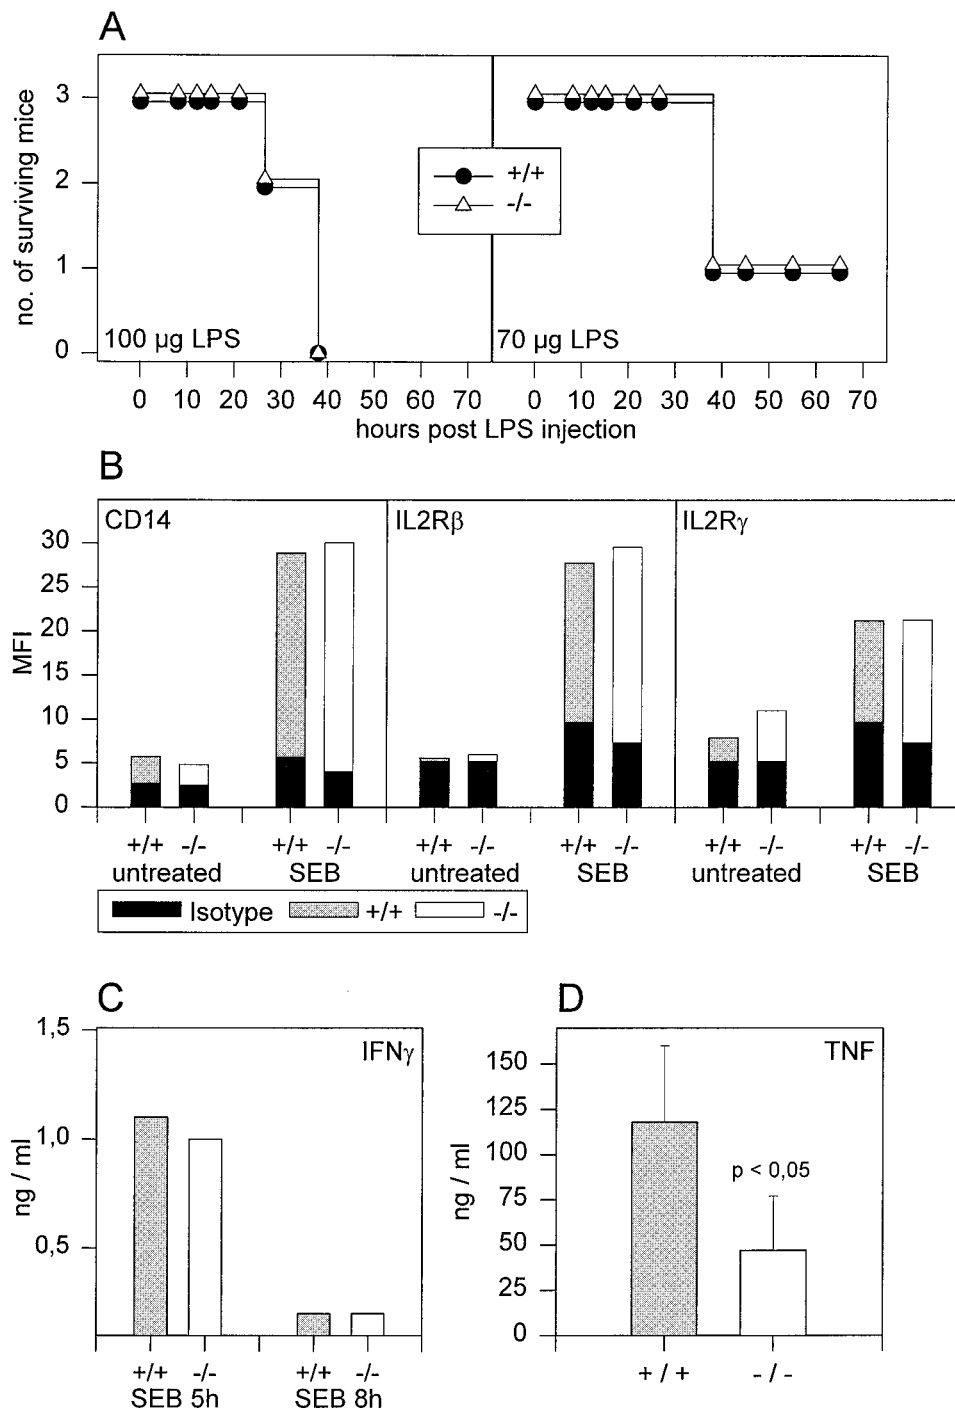 A
no. of surviving mice
3
2
1
0
+/+
-/-
100 µg LPS
70 µg LPS
0 10 20 30 40 50 60 70
0 10 20 30 40 50 60 70
hours post LPS injection
B
MFI
30
25
20
15
10
5
0
CD14
IL2Rβ
IL2Rγ
+/+ -/- +/+ -/- +/+ -/- +/+ -/- +/+ -/- +/+ -/-
untreated SEB untreated SEB untreated SEB
Isotype +/+ -/-
C
ng / ml
1,5
1,0
0,5
IFNγ
+/+ -/- +/+ -/-
SEB 5h SEB 8h
D
ng / ml
150
125
100
75
50
25
0
TNF
p < 0,05
+ / + - / -